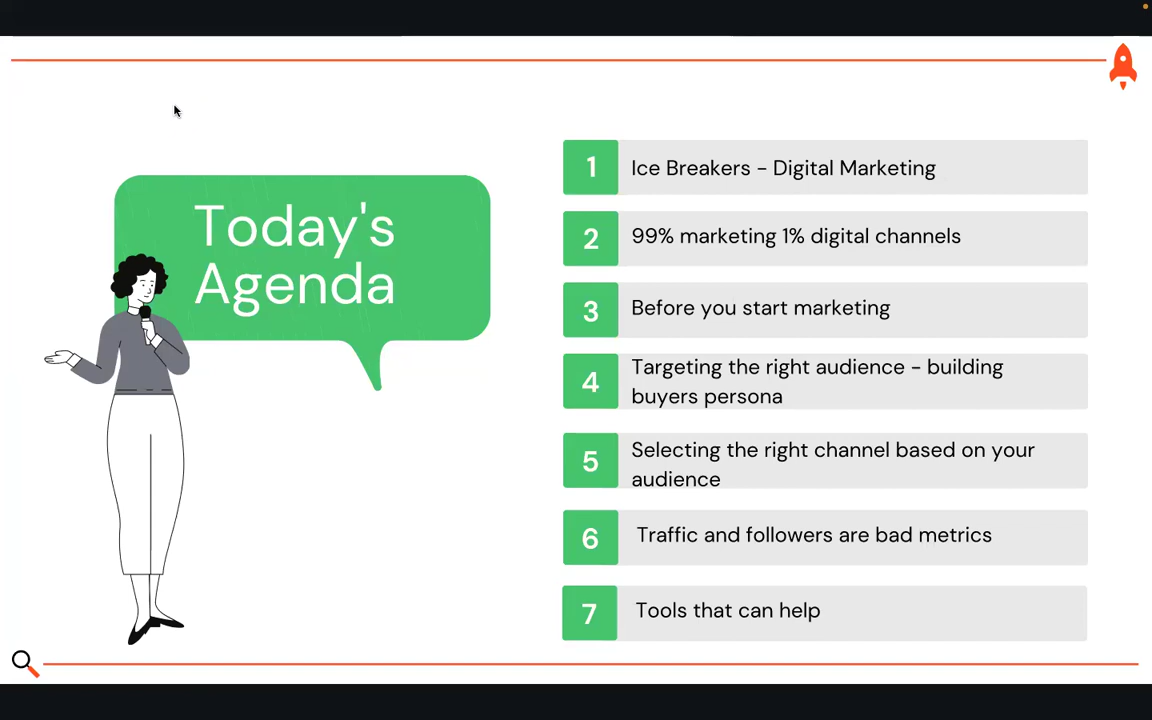 Today's
Agenda
1 Ice Breakers - Digital Marketing
2 99% marketing 1% digital channels
3 Before you start marketing
4 Targeting the right audience - building
buyers persona
5 Selecting the right channel based on your
audience
6 Traffic and followers are bad metrics
7 Tools that can help